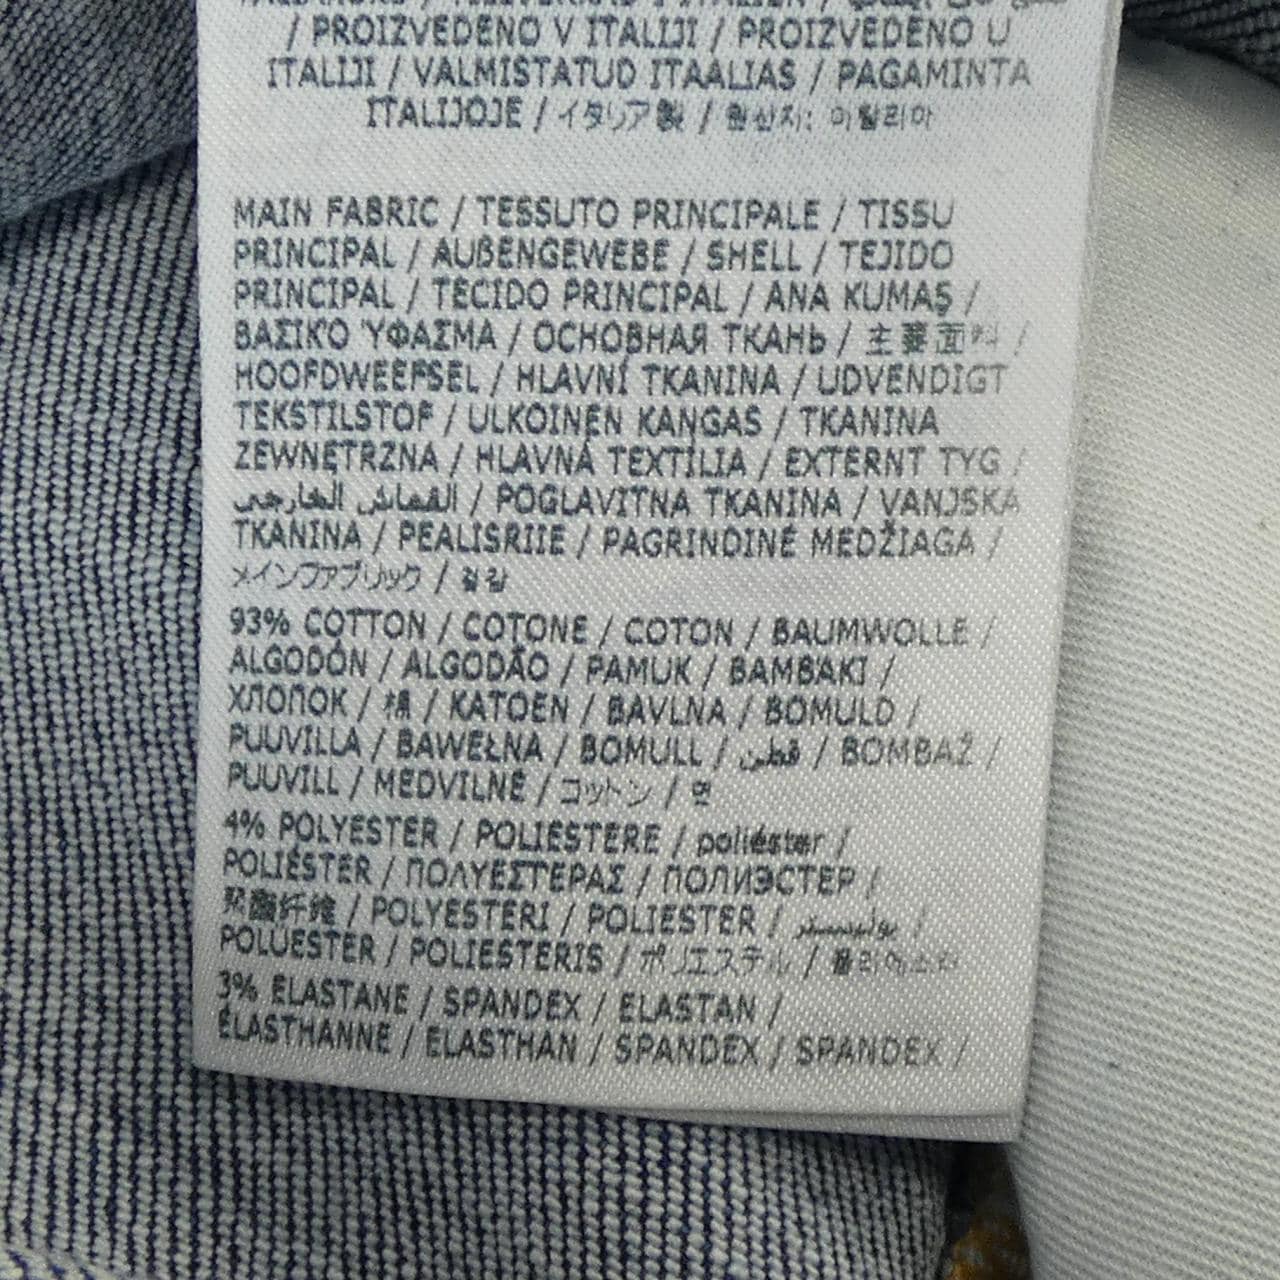 / PROIZVEDENO V ITALIJI / PROIZVEDENO U
ITALIJI / VALMISTATUD ITAALIAS / PAGAMINTA
ITALIJOJE / イタリア製 / 원산지: 이탈리아
MAIN FABRIC / TESSUTO PRINCIPALE / TISSU
PRINCIPAL / AUßENGEWEBE / SHELL / TEJIDO
PRINCIPAL / TECIDO PRINCIPAL / ANA KUMAŞ /
ΒΑΣΙΚΟ ΎΦΑΣΜΑ / ОСНОВНАЯ ТКАНЬ / 主要面料 /
HOOFDWEEFSEL / HLAVNÍ TKANINA / UDVENDIGT
TEKSTILSTOF / ULKOINEN KANGAS / TKANINA
ZEWNĘTRZNA / HLAVNÁ TEXTÍLIA / EXTERNT TYG /
القماش الخارجي / POGLAVITNA TKANINA / VANJSKA
TKANINA / PEALISRIIE / PAGRINDINĖ MEDŽIAGA /
メインファブリック / 겉감
93% COTTON / COTONE / COTON / BAUMWOLLE /
ALGODÓN / ALGODÃO / PAMUK / ΒΑΜΒΆΚΙ /
ХЛОПОК / 棉 / KATOEN / BAVLNA / BOMULD /
PUUVILLA / BAWEŁNA / BOMULL / قطن / BOMBAŽ /
PUUVILL / MEDVILNĖ / コットン / 면
4% POLYESTER / POLIESTERE / poliéster /
POLIÉSTER / ΠΟΛΥΕΣΤΕΡΑΣ / ПОЛИЭСТЕР /
聚酯纤维 / POLYESTERI / POLIESTER / بوليستر /
POLÜESTER / POLIESTERIS / ポリエステル / 폴리에스터
3% ELASTANE / SPANDEX / ELASTAN /
ÉLASTHANNE / ELASTHAN / SPANDEX / SPANDEX /